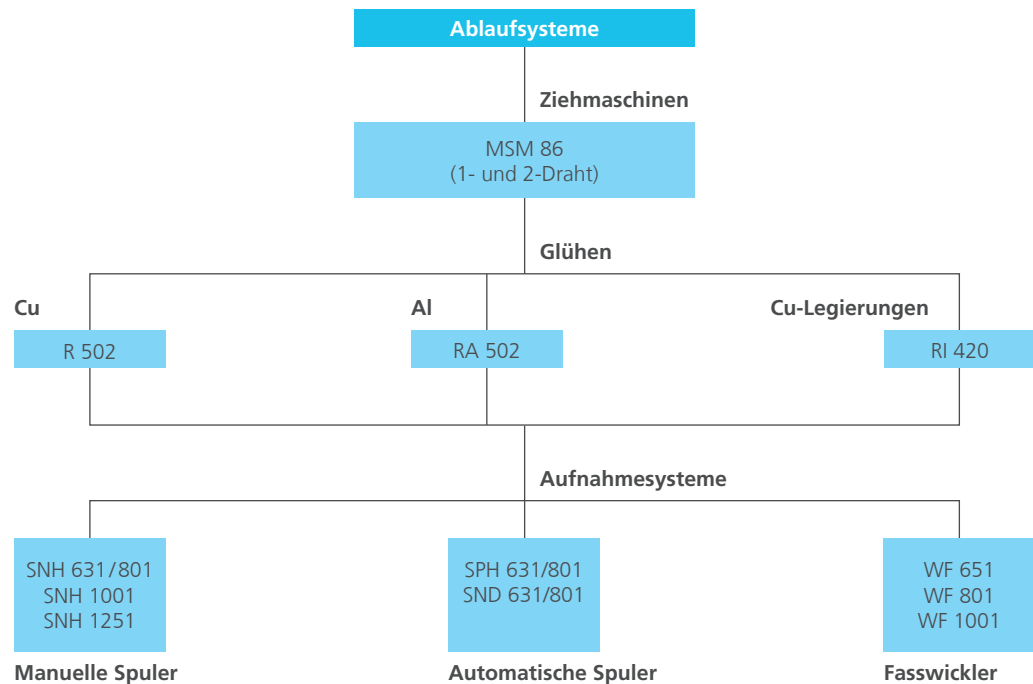 Ablaufsysteme
Ziehmaschinen
MSM 86
(1- und 2-Draht)
Glühen
Cu
Al
Cu-Legierungen
R 502
RA 502
RI 420
Aufnahmesysteme
SNH 631/801
SNH 1001
SNH 1251
SPH 631/801
SND 631/801
WF 651
WF 801
WF 1001
Manuelle Spuler
Automatische Spuler
Fasswickler